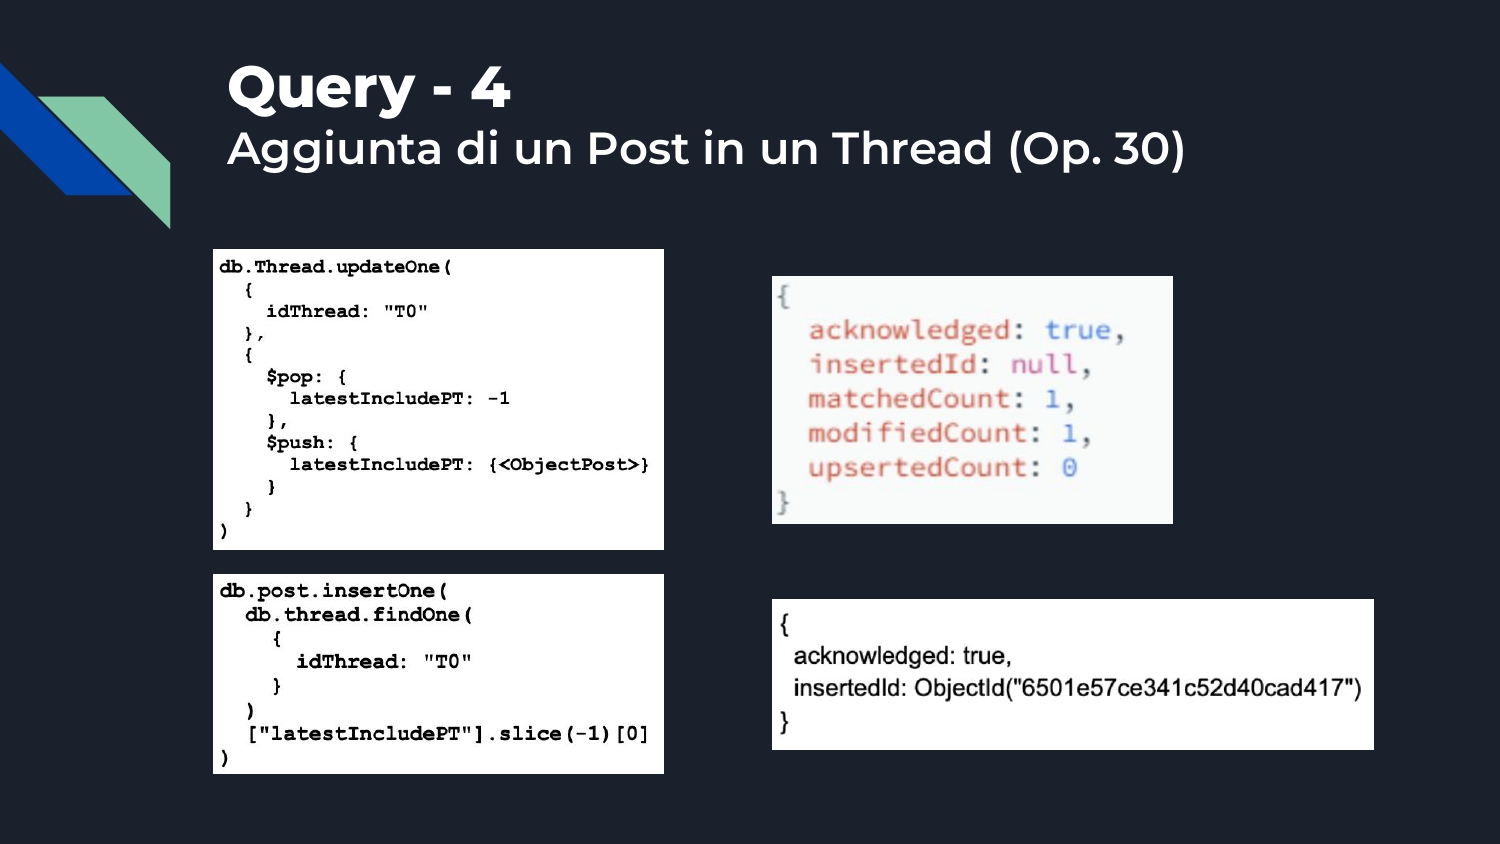 Query - 4
Aggiunta di un Post in un Thread (Op. 30)
db.Thread.updateOne(
  {
    idThread: "T0"
  },
  {
    $pop: {
      latestIncludePT: -1
    },
    $push: {
      latestIncludePT: {<ObjectPost>}
    }
  }
)
{
  acknowledged: true,
  insertedId: null,
  matchedCount: 1,
  modifiedCount: 1,
  upsertedCount: 0
}
db.post.insertOne(
  db.thread.findOne(
    {
      idThread: "T0"
    }
  )
  ["latestIncludePT"].slice(-1)[0]
)
{
  acknowledged: true,
  insertedId: ObjectId("6501e57ce341c52d40cad417")
}